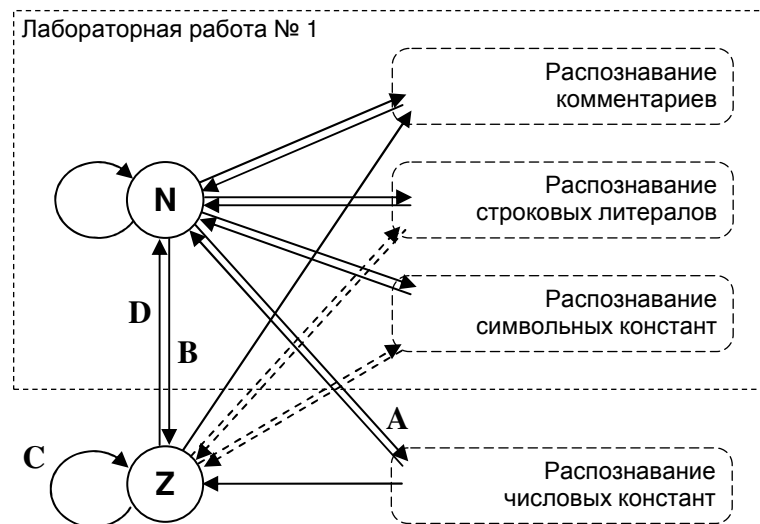 Лабораторная работа № 1
Распознавание
комментариев
N
Распознавание
строковых литералов
Распознавание
символьных констант
D
B
A
C
Z
Распознавание
числовых констант